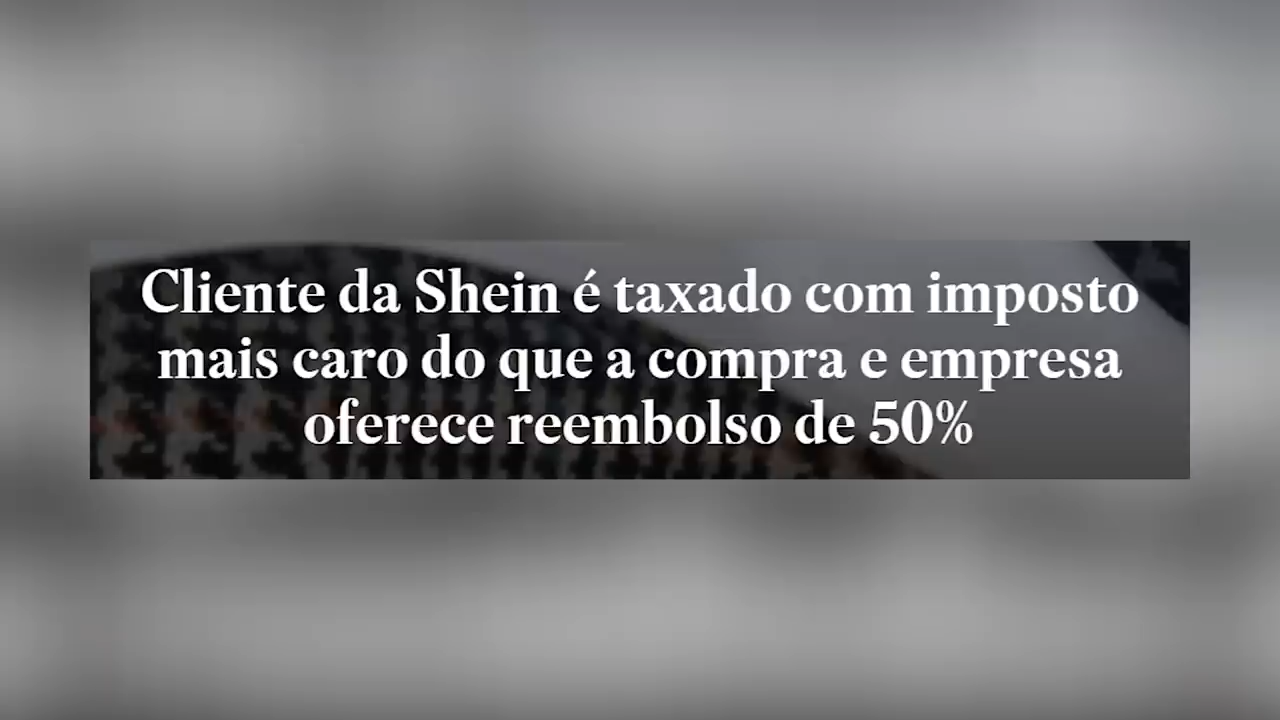 Cliente da Shein é taxado com imposto
mais caro do que a compra e empresa
oferece reembolso de 50%